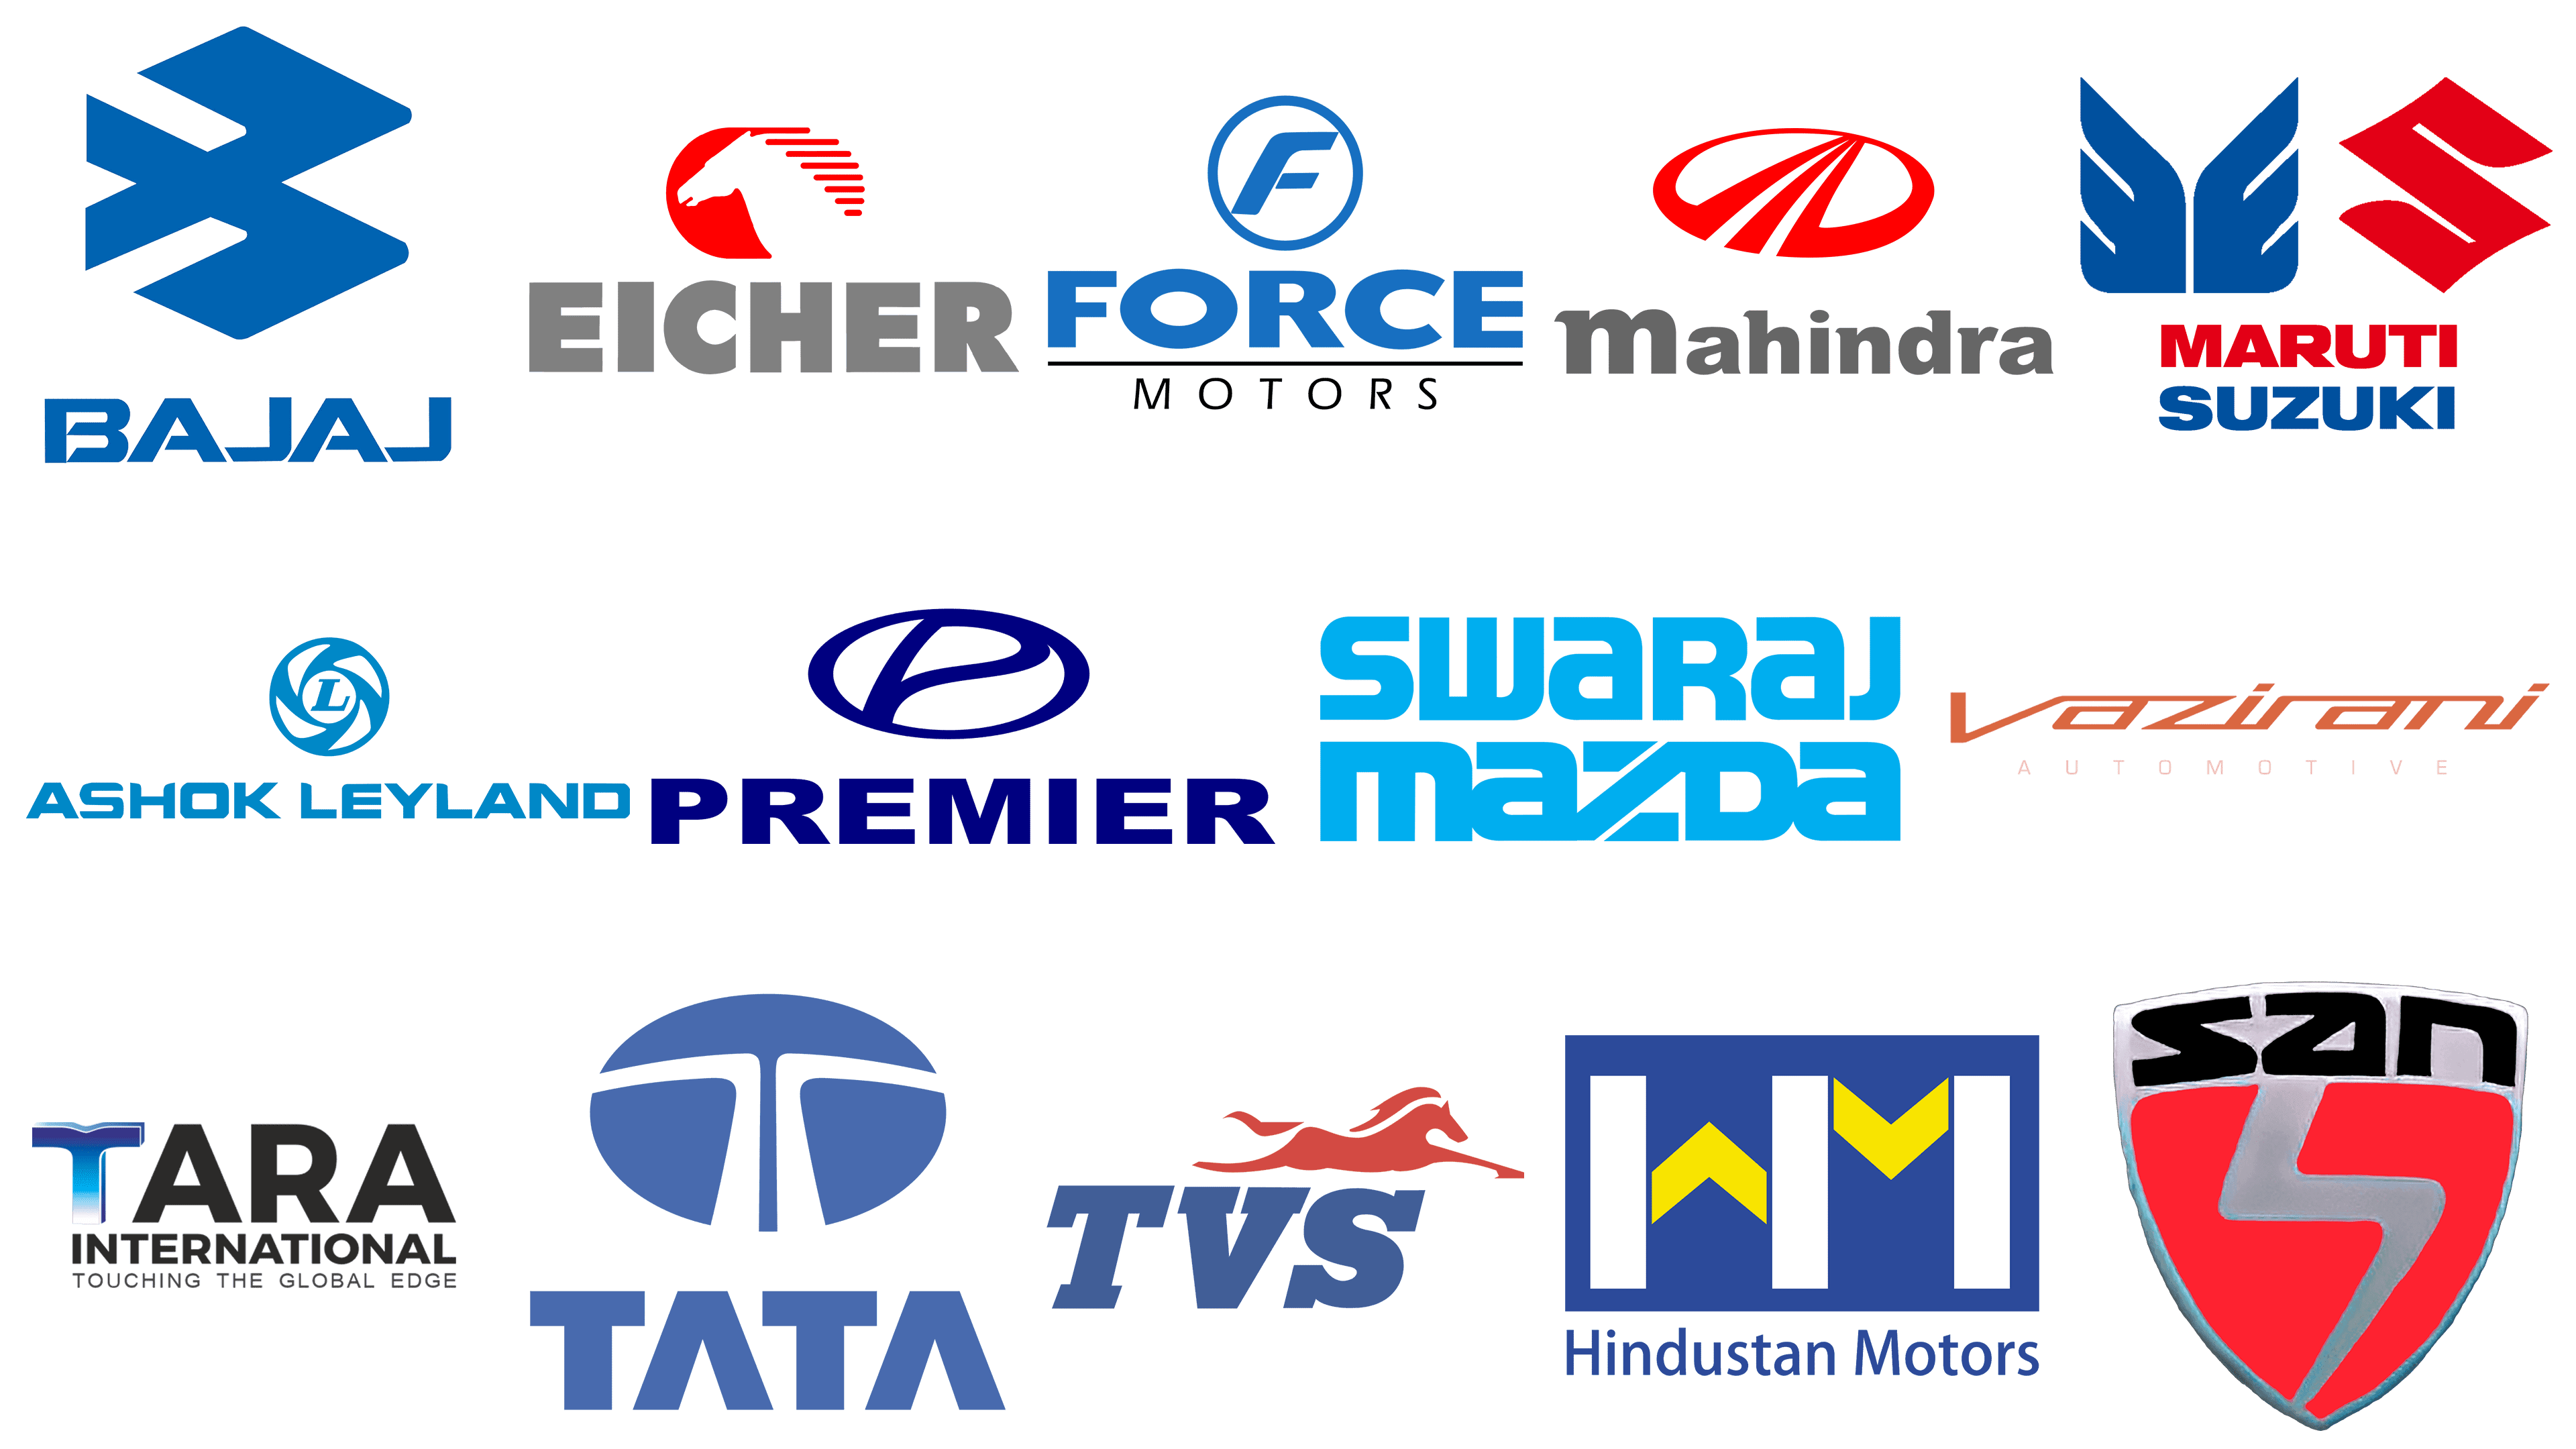 BAJAJ
EICHER
F
FORCE
MOTORS
mahindra
MARUTI
SUZUKI
L
ASHOK LEYLAND
PREMIER
SWaRaJ
mazDa
vazirani
AUTOMOTIVE
TARA
INTERNATIONAL
TOUCHING THE GLOBAL EDGE
TATA
TVS
HM
Hindustan Motors
san